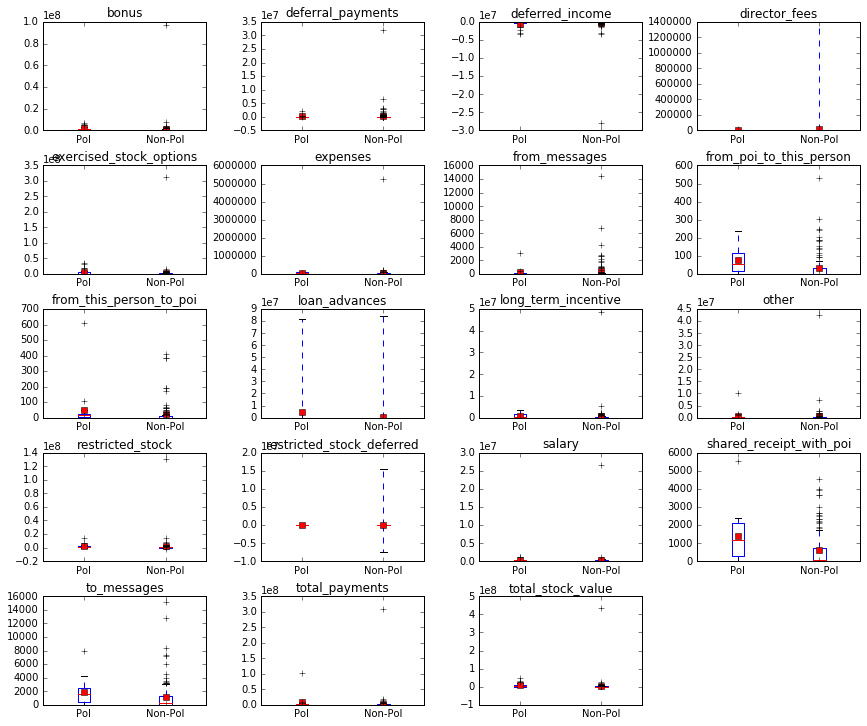 bonus
1e8
1.0
0.8
0.6
0.4
0.2
0.0
PoI Non-PoI
deferral_payments
1e7
3.5
3.0
2.5
2.0
1.5
1.0
0.5
0.0
−0.5
PoI Non-PoI
deferred_income
1e7
0.0
−0.5
−1.0
−1.5
−2.0
−2.5
−3.0
PoI Non-PoI
director_fees
1400000
1200000
1000000
800000
600000
400000
200000
0
PoI Non-PoI
exercised_stock_options
1e8
3.5
3.0
2.5
2.0
1.5
1.0
0.5
0.0
PoI Non-PoI
expenses
6000000
5000000
4000000
3000000
2000000
1000000
0
PoI Non-PoI
from_messages
16000
14000
12000
10000
8000
6000
4000
2000
0
PoI Non-PoI
from_poi_to_this_person
600
500
400
300
200
100
0
PoI Non-PoI
from_this_person_to_poi
700
600
500
400
300
200
100
0
PoI Non-PoI
loan_advances
1e7
9
8
7
6
5
4
3
2
1
0
PoI Non-PoI
long_term_incentive
1e7
5
4
3
2
1
0
PoI Non-PoI
other
1e7
4.5
4.0
3.5
3.0
2.5
2.0
1.5
1.0
0.5
0.0
PoI Non-PoI
restricted_stock
1e8
1.4
1.2
1.0
0.8
0.6
0.4
0.2
0.0
−0.2
PoI Non-PoI
restricted_stock_deferred
1e7
2.0
1.5
1.0
0.5
0.0
−0.5
−1.0
PoI Non-PoI
salary
1e7
3.0
2.5
2.0
1.5
1.0
0.5
0.0
PoI Non-PoI
shared_receipt_with_poi
6000
5000
4000
3000
2000
1000
0
PoI Non-PoI
to_messages
16000
14000
12000
10000
8000
6000
4000
2000
0
PoI Non-PoI
total_payments
1e8
3.5
3.0
2.5
2.0
1.5
1.0
0.5
0.0
PoI Non-PoI
total_stock_value
1e8
5
4
3
2
1
0
−1
PoI Non-PoI